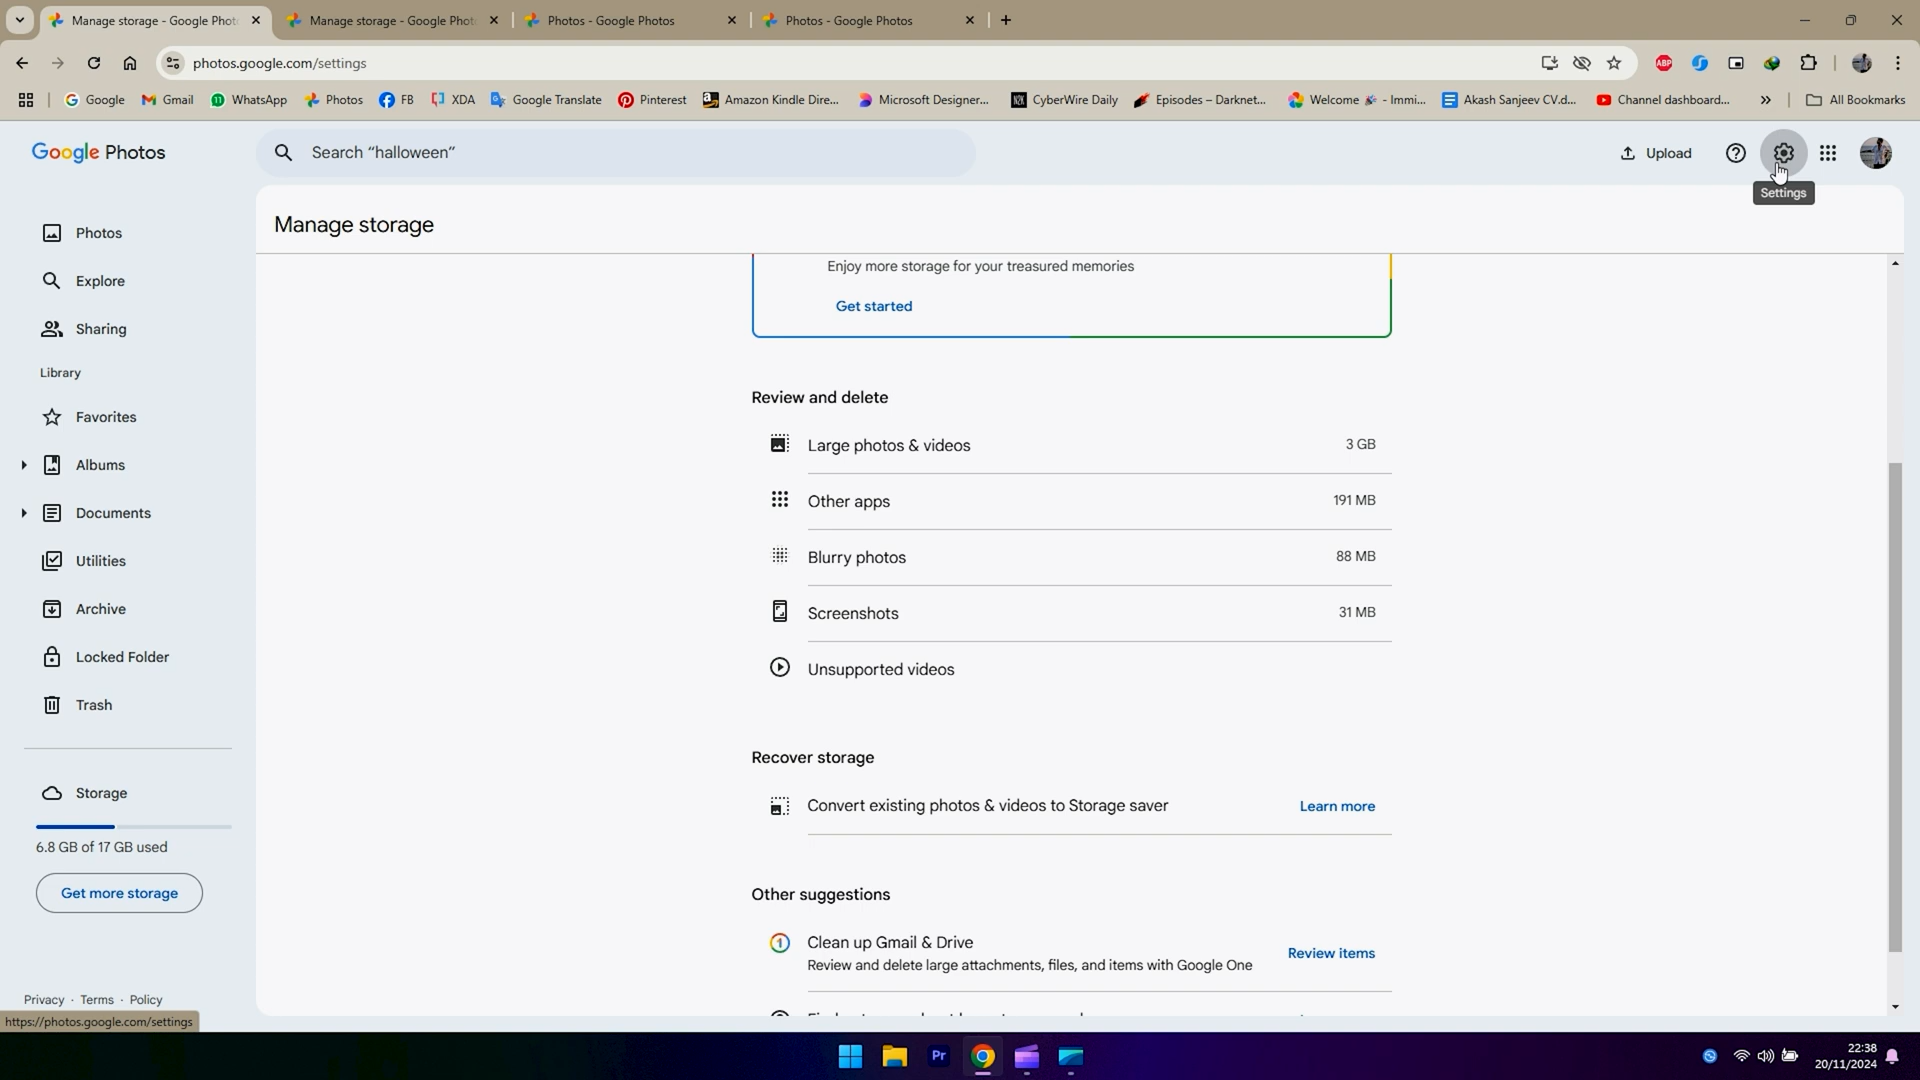 Manage storage - Google Phot
Manage storage - Google Phot
Photos - Google Photos
Photos - Google Photos
photos.google.com/settings
ABP
Google
Gmail
11
WhatsApp
Photos
FB
XDA
Google Translate
Pinterest
Amazon Kindle Dire...
Microsoft Designer...
N2K
CyberWire Daily
Episodes – Darknet...
Welcome 🎉 - Immi...
Akash Sanjeev CV.d...
Channel dashboard...
»
All Bookmarks
Google Photos
Search “halloween”
Upload
Settings
Manage storage
Photos
Explore
Sharing
Library
Favorites
Albums
Documents
Utilities
Archive
Locked Folder
Trash
Storage
6.8 GB of 17 GB used
Get more storage
Privacy · Terms · Policy
https://photos.google.com/settings
Enjoy more storage for your treasured memories
Get started
Review and delete
Large photos & videos 3 GB
Other apps 191 MB
Blurry photos 88 MB
Screenshots 31 MB
Unsupported videos
Recover storage
Convert existing photos & videos to Storage saver Learn more
Other suggestions
1
Clean up Gmail & Drive
Review and delete large attachments, files, and items with Google One
Review items
Pr
22:38
20/11/2024